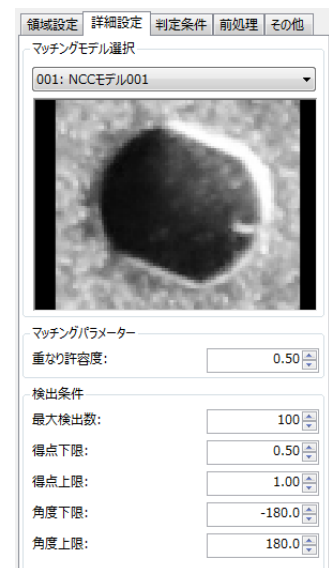 領域設定 詳細設定 判定条件 前処理 その他
マッチングモデル選択
001: NCCモデル001
マッチングパラメーター
重なり許容度: 0.50
検出条件
最大検出数: 100
得点下限: 0.50
得点上限: 1.00
角度下限: -180.0
角度上限: 180.0